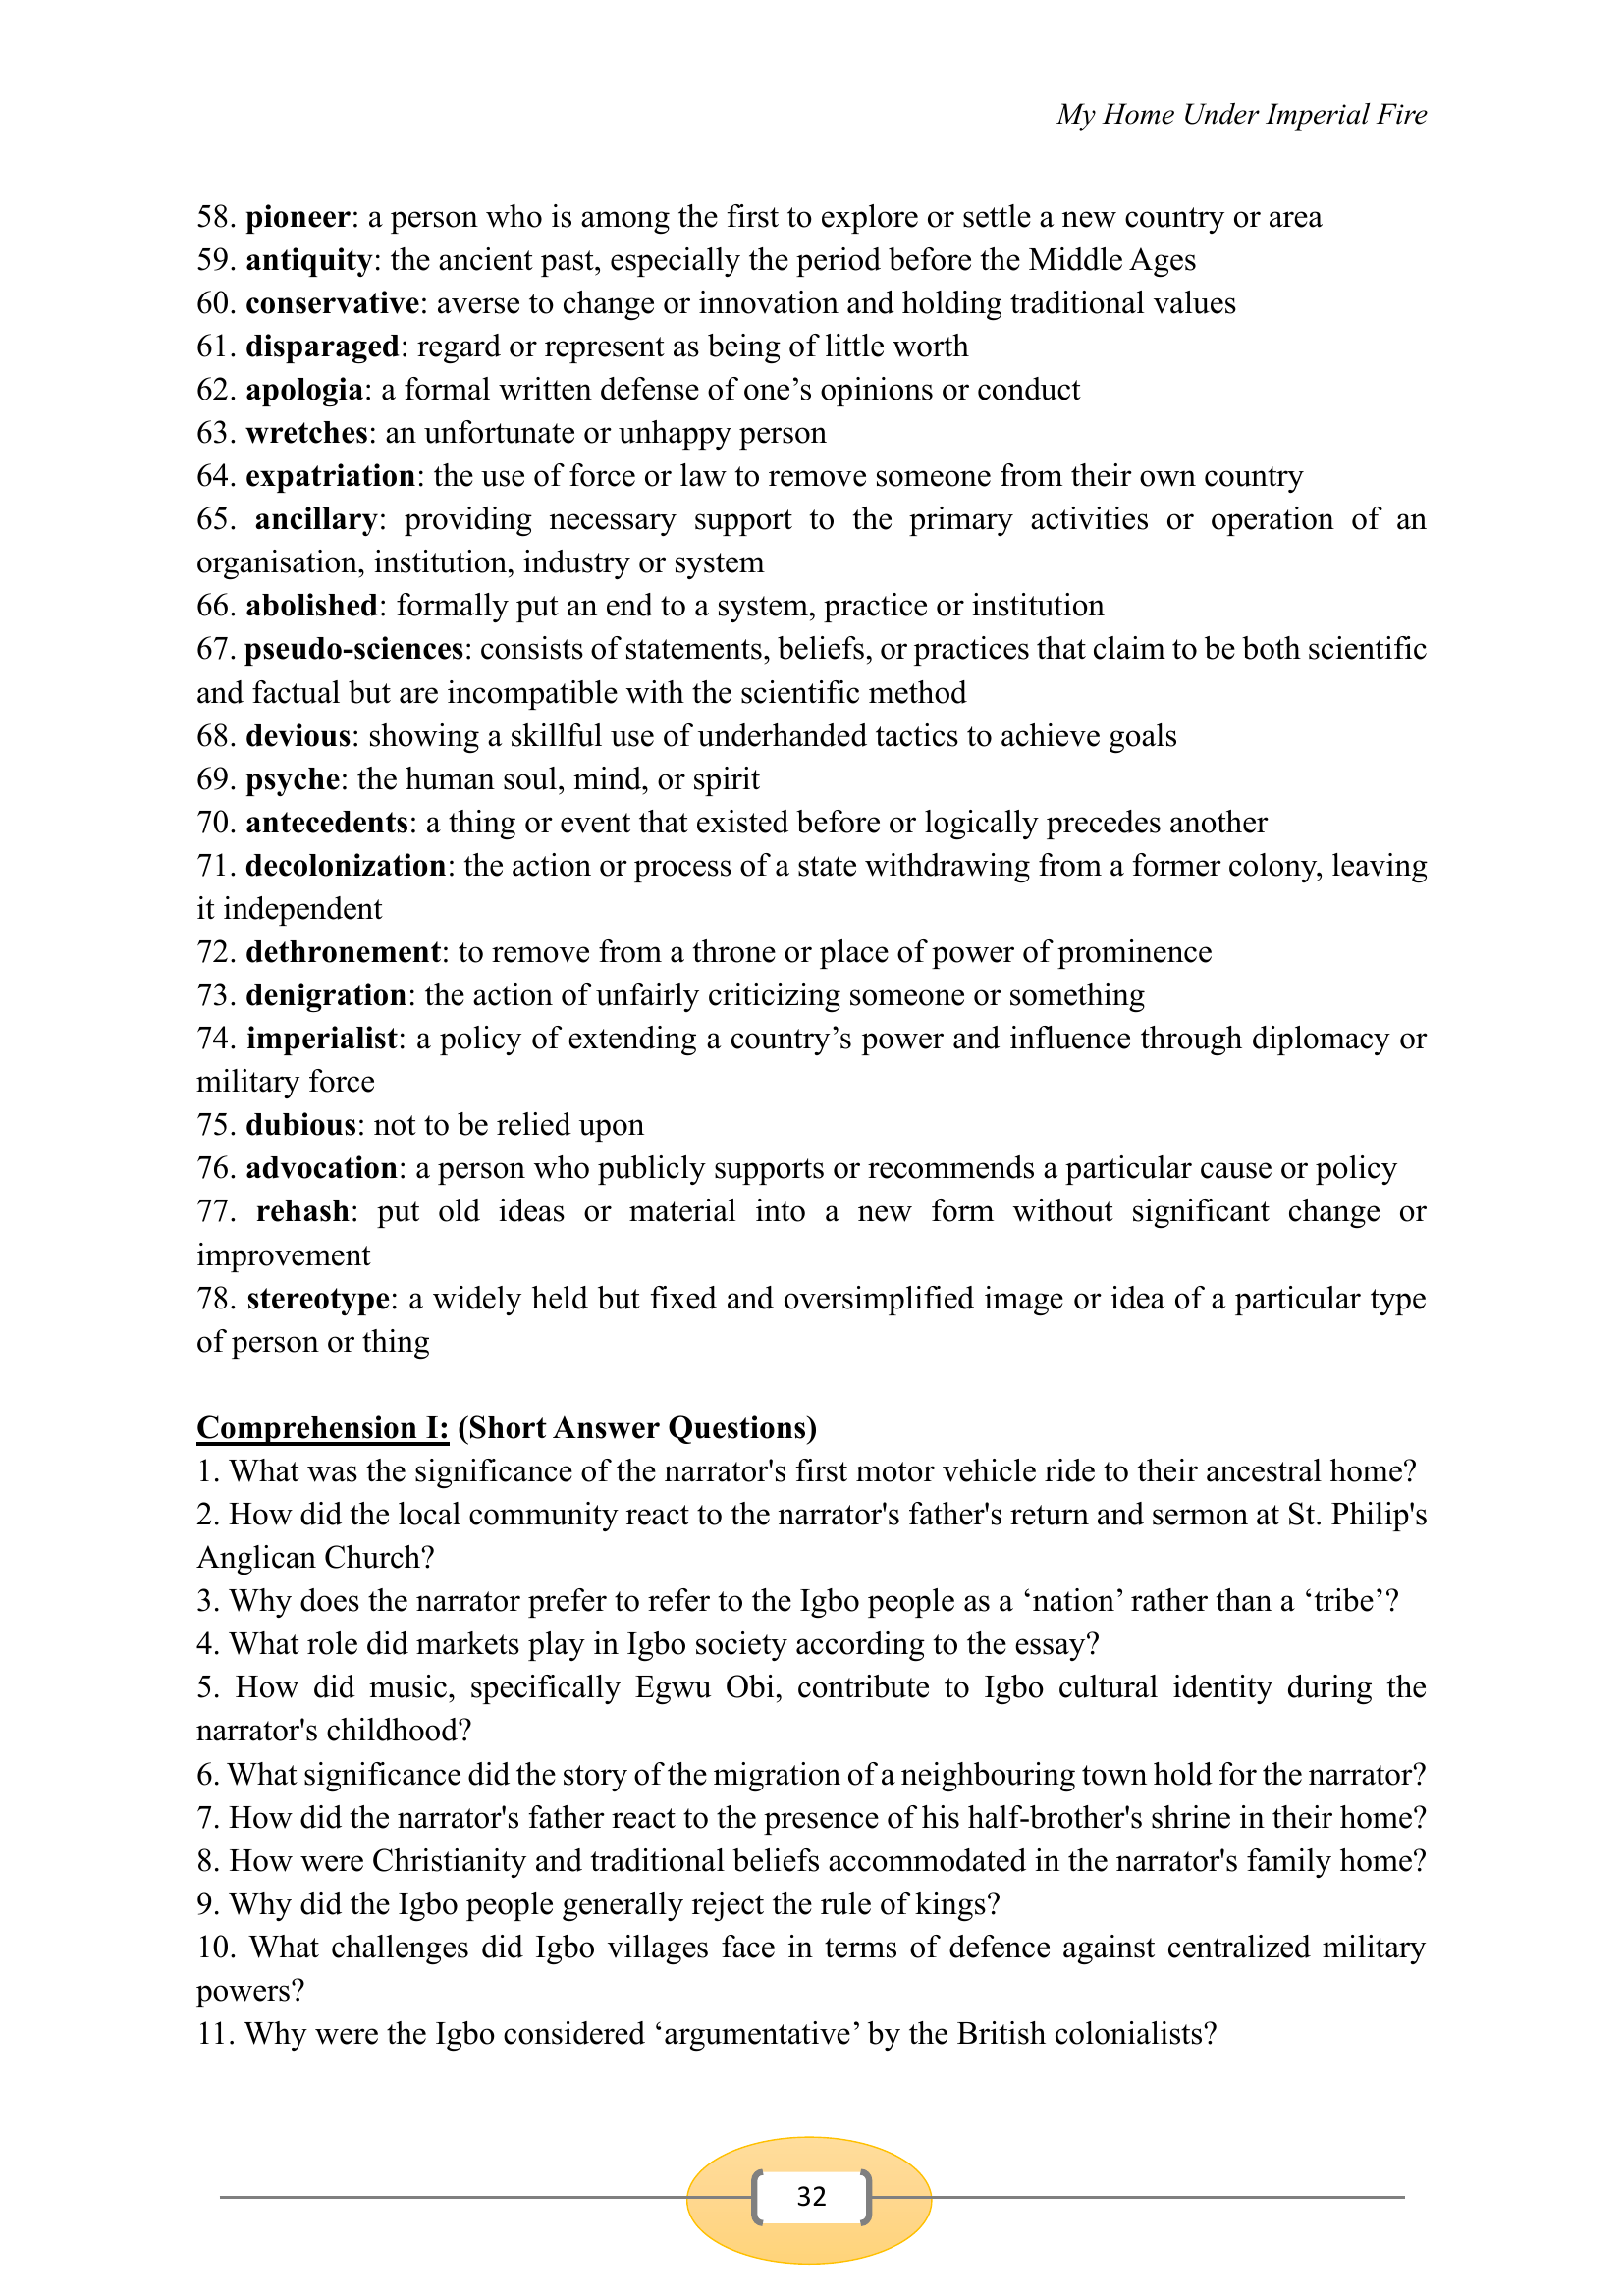 My Home Under Imperial Fire
58. pioneer: a person who is among the first to explore or settle a new country or area
59. antiquity: the ancient past, especially the period before the Middle Ages
60. conservative: averse to change or innovation and holding traditional values
61. disparaged: regard or represent as being of little worth
62. apologia: a formal written defense of one’s opinions or conduct
63. wretches: an unfortunate or unhappy person
64. expatriation: the use of force or law to remove someone from their own country
65. ancillary: providing necessary support to the primary activities or operation of an
organisation, institution, industry or system
66. abolished: formally put an end to a system, practice or institution
67. pseudo-sciences: consists of statements, beliefs, or practices that claim to be both scientific
and factual but are incompatible with the scientific method
68. devious: showing a skillful use of underhanded tactics to achieve goals
69. psyche: the human soul, mind, or spirit
70. antecedents: a thing or event that existed before or logically precedes another
71. decolonization: the action or process of a state withdrawing from a former colony, leaving
it independent
72. dethronement: to remove from a throne or place of power of prominence
73. denigration: the action of unfairly criticizing someone or something
74. imperialist: a policy of extending a country’s power and influence through diplomacy or
military force
75. dubious: not to be relied upon
76. advocation: a person who publicly supports or recommends a particular cause or policy
77. rehash: put old ideas or material into a new form without significant change or
improvement
78. stereotype: a widely held but fixed and oversimplified image or idea of a particular type
of person or thing
Comprehension I: (Short Answer Questions)
1. What was the significance of the narrator's first motor vehicle ride to their ancestral home?
2. How did the local community react to the narrator's father's return and sermon at St. Philip's
Anglican Church?
3. Why does the narrator prefer to refer to the Igbo people as a ‘nation’ rather than a ‘tribe’?
4. What role did markets play in Igbo society according to the essay?
5. How did music, specifically Egwu Obi, contribute to Igbo cultural identity during the
narrator's childhood?
6. What significance did the story of the migration of a neighbouring town hold for the narrator?
7. How did the narrator's father react to the presence of his half-brother's shrine in their home?
8. How were Christianity and traditional beliefs accommodated in the narrator's family home?
9. Why did the Igbo people generally reject the rule of kings?
10. What challenges did Igbo villages face in terms of defence against centralized military
powers?
11. Why were the Igbo considered ‘argumentative’ by the British colonialists?
32